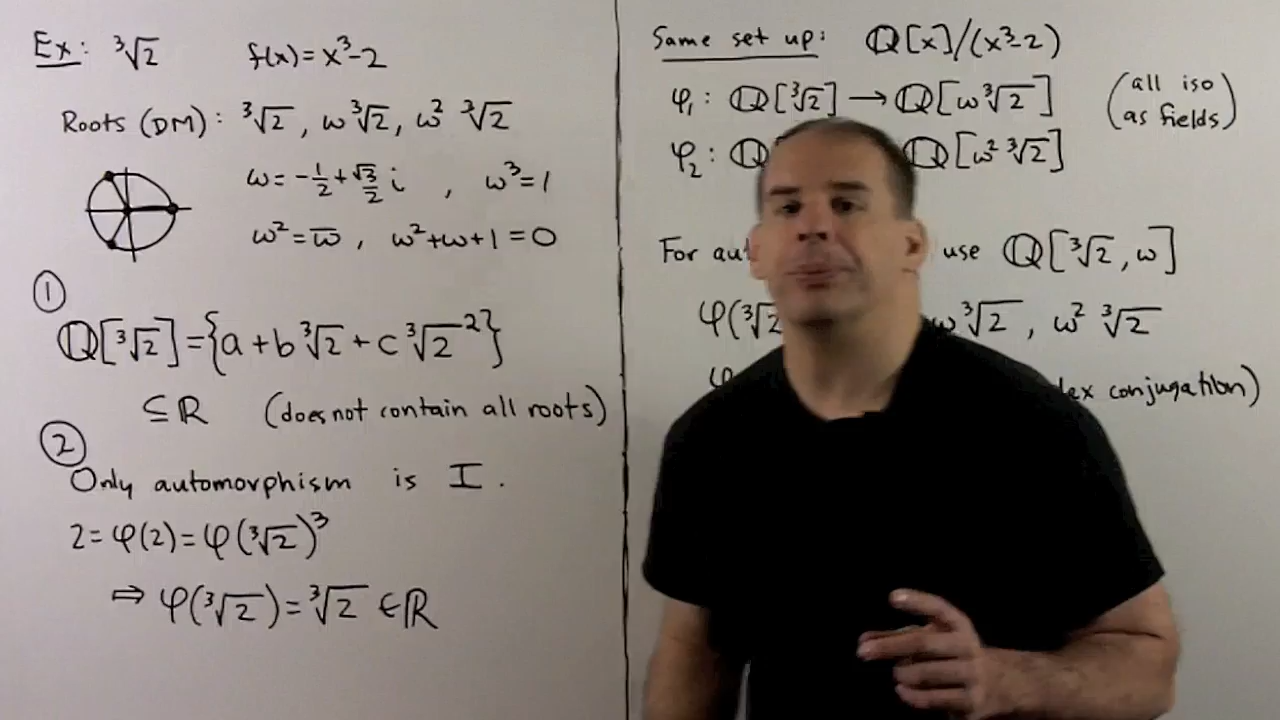 Ex: ∛2 f(x)=x³-2
Roots (DM): ∛2, ω∛2, ω² ∛2
ω=-1/2+√3/2 i, ω³=1
ω²=ω̅, ω²+ω+1=0
①
ℚ[∛2]={a+b∛2+c∛2²}
⊆ℝ (does not contain all roots)
②
Only automorphism is I.
2=φ(2)=φ(∛2)³
⇒ φ(∛2)=∛2 ∈ℝ
Same set up: ℚ[x]/(x³-2)
φ₁: ℚ[∛2] → ℚ[ω∛2] (all iso
as fields)
φ₂: ℚ ℚ[ω² ∛2]
For use ℚ[∛2, ω]
φ(∛2 ω∛2, ω² ∛2
φ conjugation)